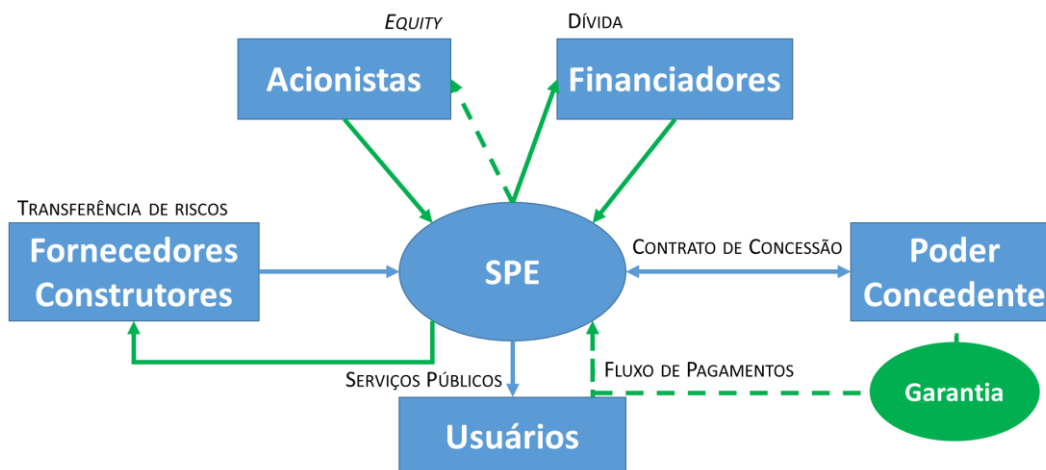 EQUITY
DÍVIDA
Acionistas
Financiadores
TRANSFERÊNCIA DE RISCOS
Fornecedores
Construtores
SPE
CONTRATO DE CONCESSÃO
Poder
Concedente
SERVIÇOS PÚBLICOS
FLUXO DE PAGAMENTOS
Garantia
Usuários